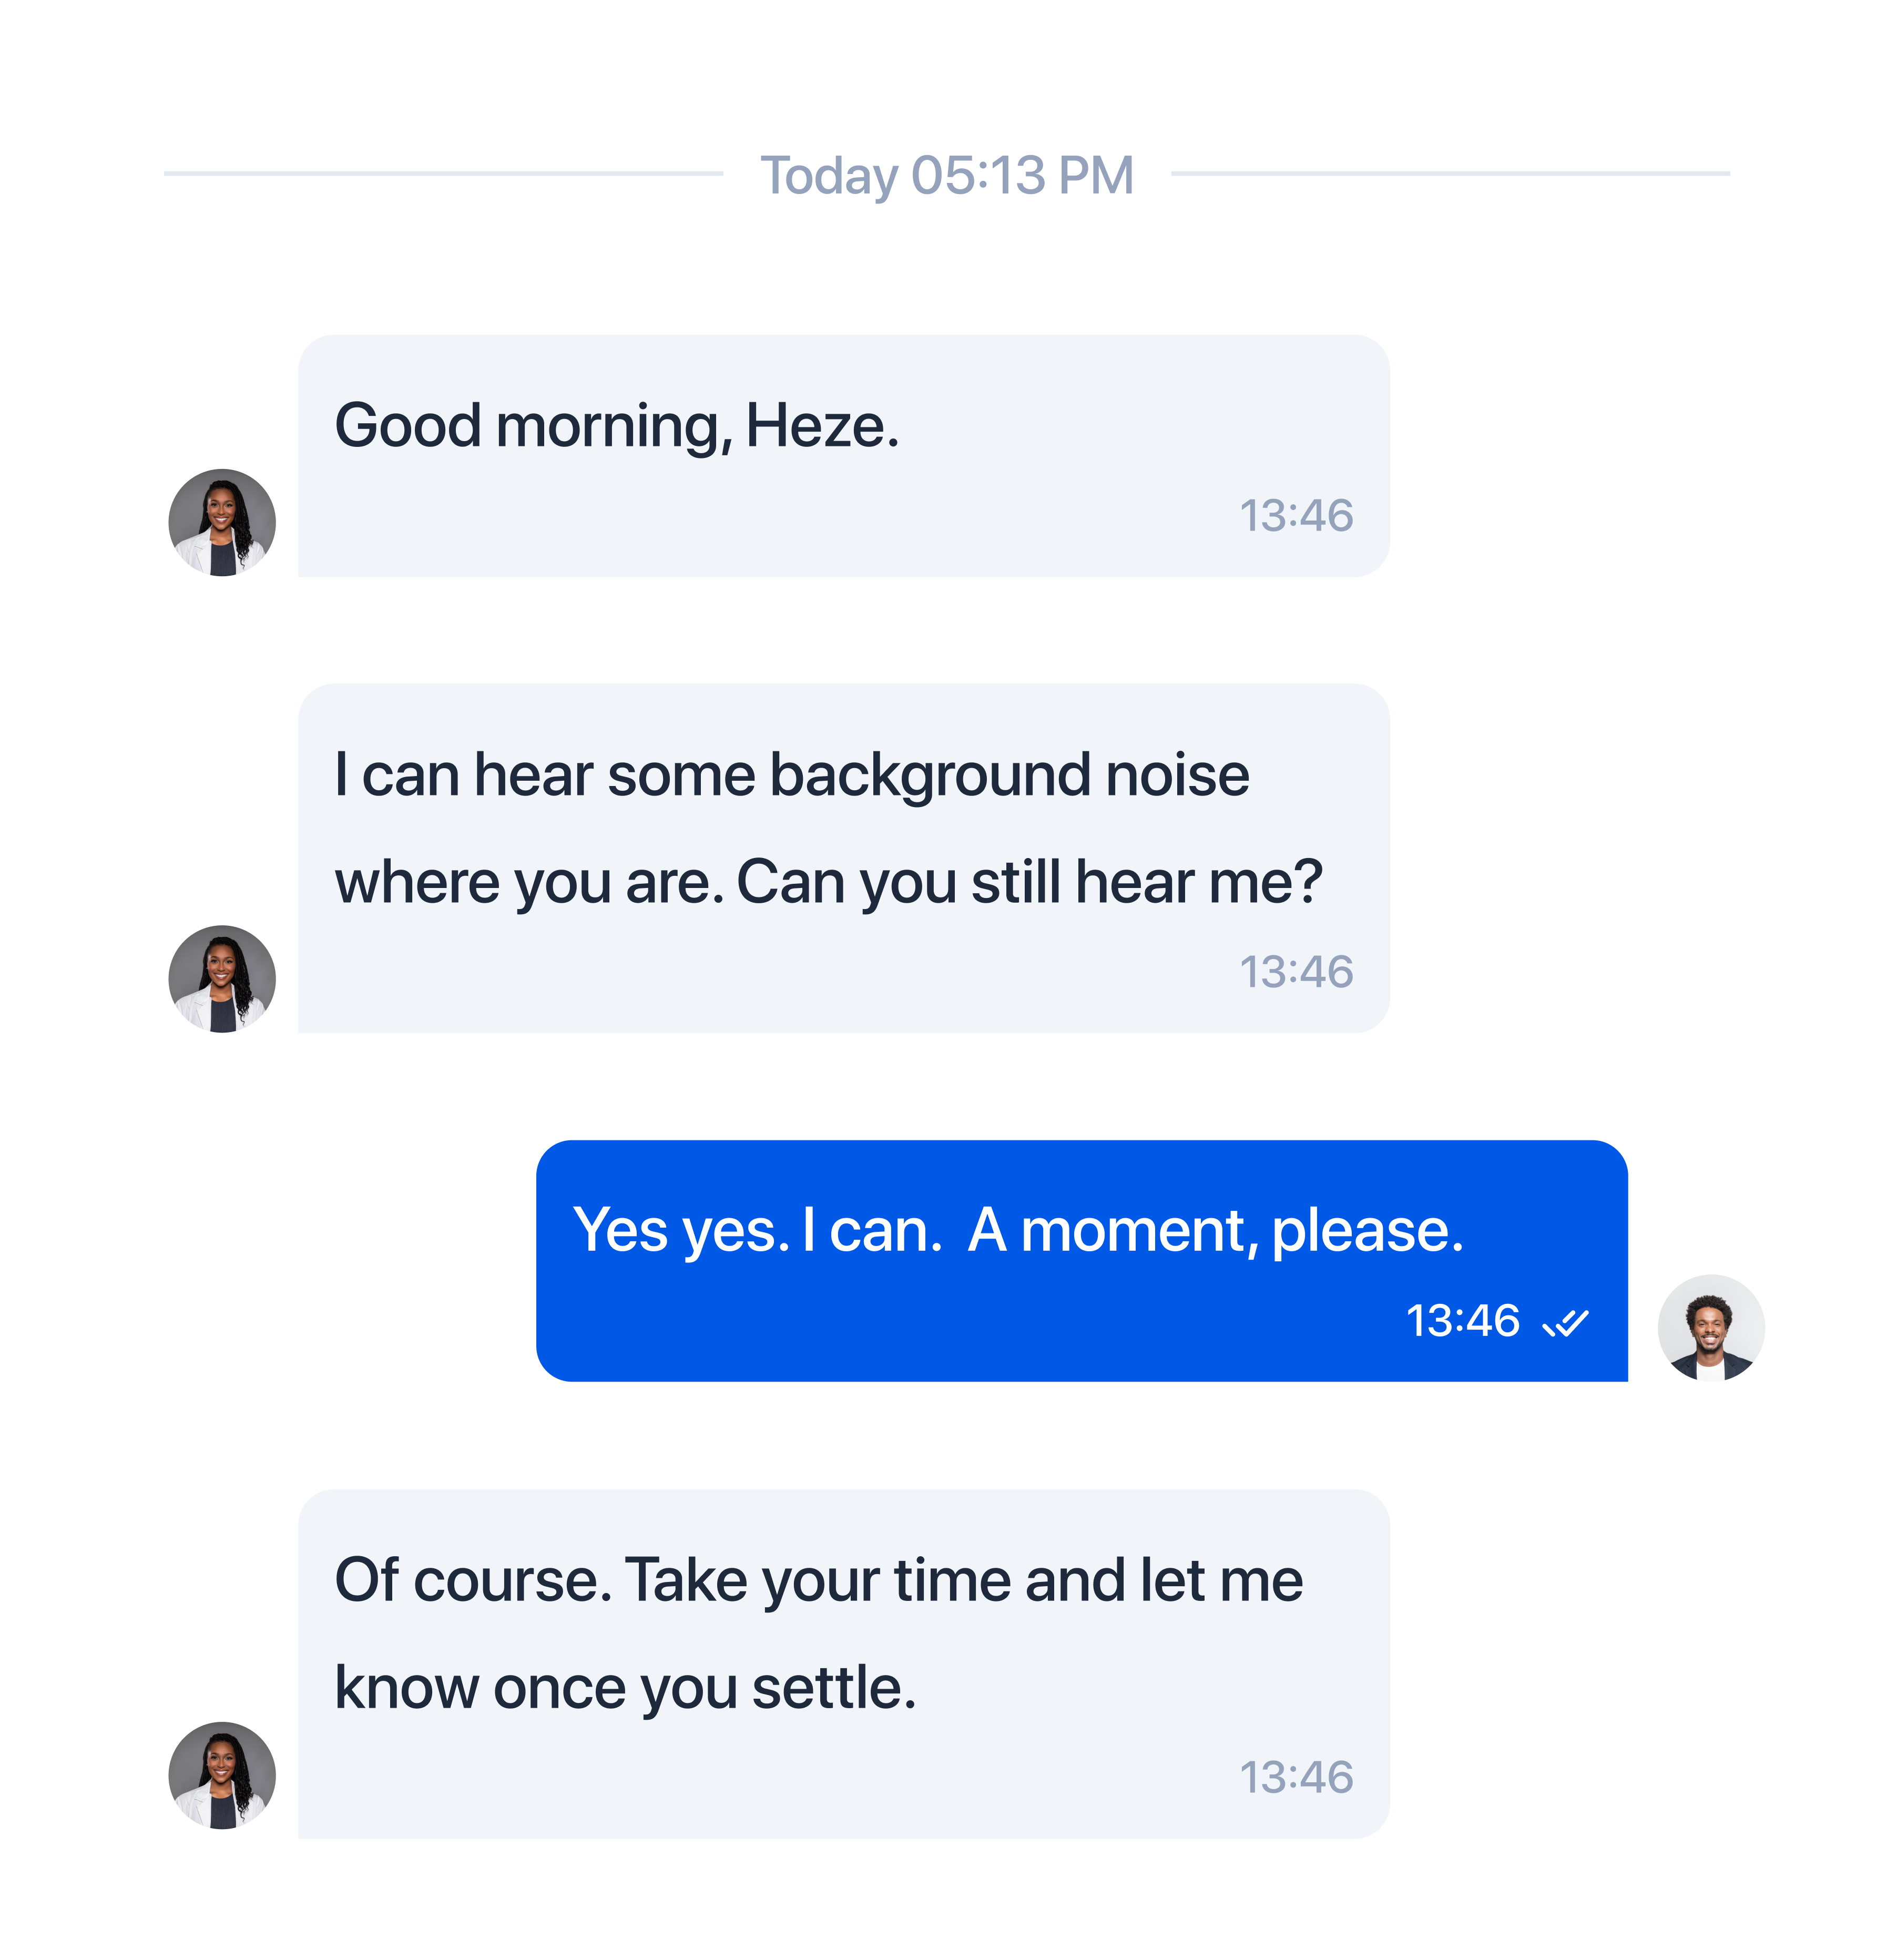 Today 05:13 PM
Good morning, Heze.
13:46
I can hear some background noise
where you are. Can you still hear me?
13:46
Yes yes. I can.  A moment, please.
13:46
Of course. Take your time and let me
know once you settle.
13:46